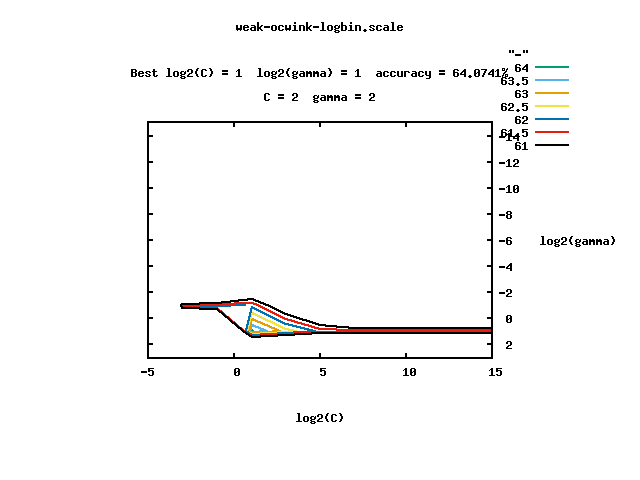 weak-ocwink-logbin.scale
"-"
Best log2(C) = 1 log2(gamma) = 1 accuracy = 64.0741%
C = 2 gamma = 2
64
63.5
63
62.5
62
61.5
61
-14
-12
-10
-8
-6
-4
-2
0
2
log2(gamma)
-5 0 5 10 15
log2(C)